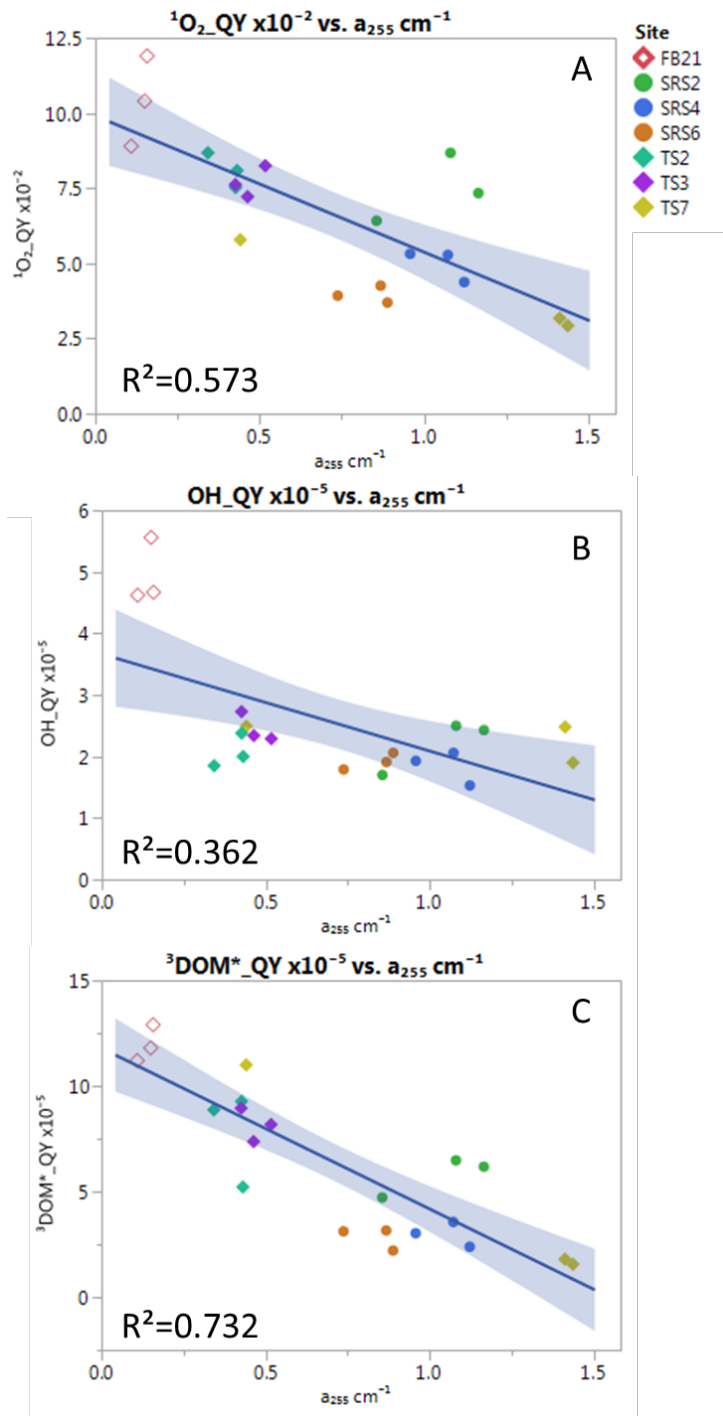 ¹O₂_QY x10⁻² vs. a₂₅₅ cm⁻¹
A
¹O₂_QY x10⁻²
12.5
10.0
7.5
5.0
2.5
0.0
R²=0.573
0.0 0.5 1.0 1.5
a₂₅₅ cm⁻¹
Site
FB21
SRS2
SRS4
SRS6
TS2
TS3
TS7
OH_QY x10⁻⁵ vs. a₂₅₅ cm⁻¹
B
OH_QY x10⁻⁵
6
5
4
3
2
1
0
R²=0.362
0.0 0.5 1.0 1.5
a₂₅₅ cm⁻¹
³DOM*_QY x10⁻⁵ vs. a₂₅₅ cm⁻¹
C
³DOM*_QY x10⁻⁵
15
10
5
0
R²=0.732
0.0 0.5 1.0 1.5
a₂₅₅ cm⁻¹